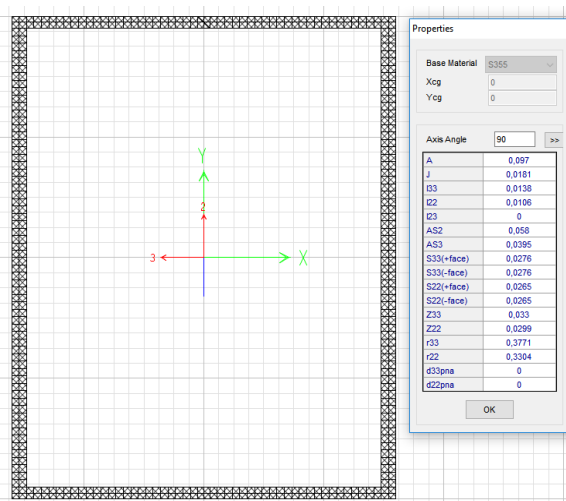 Properties
Base Material S355
Xcg 0
Ycg 0
Axis Angle 90 >>
A 0,097
J 0,0181
I33 0,0138
I22 0,0106
I23 0
AS2 0,058
AS3 0,0395
S33(+face) 0,0276
S33(-face) 0,0276
S22(+face) 0,0265
S22(-face) 0,0265
Z33 0,033
Z22 0,0299
r33 0,3771
r22 0,3304
d33pna 0
d22pna 0
OK
Y
2
3 X